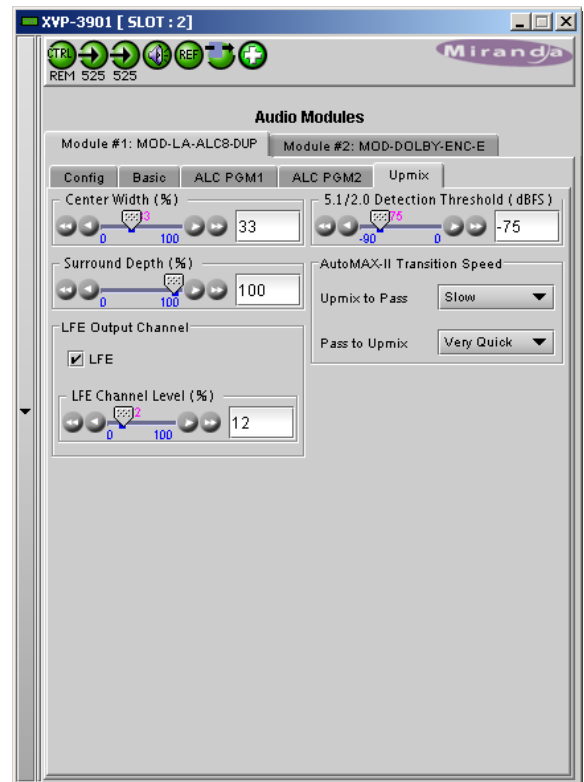 XVP-3901 [ SLOT : 2]
CTRL REF Miranda
REM 525 525
Audio Modules
Module #1: MOD-LA-ALC8-DUP Module #2: MOD-DOLBY-ENC-E
Config Basic ALC PGM1 ALC PGM2 Upmix
Center Width (%)
33
0 100
Surround Depth (%)
100
0 100
LFE Output Channel
LFE
LFE Channel Level (%)
12
0 100
5.1/2.0 Detection Threshold ( dBFS )
75
-75
-90 0
AutoMAX-II Transition Speed
Upmix to Pass Slow
Pass to Upmix Very Quick